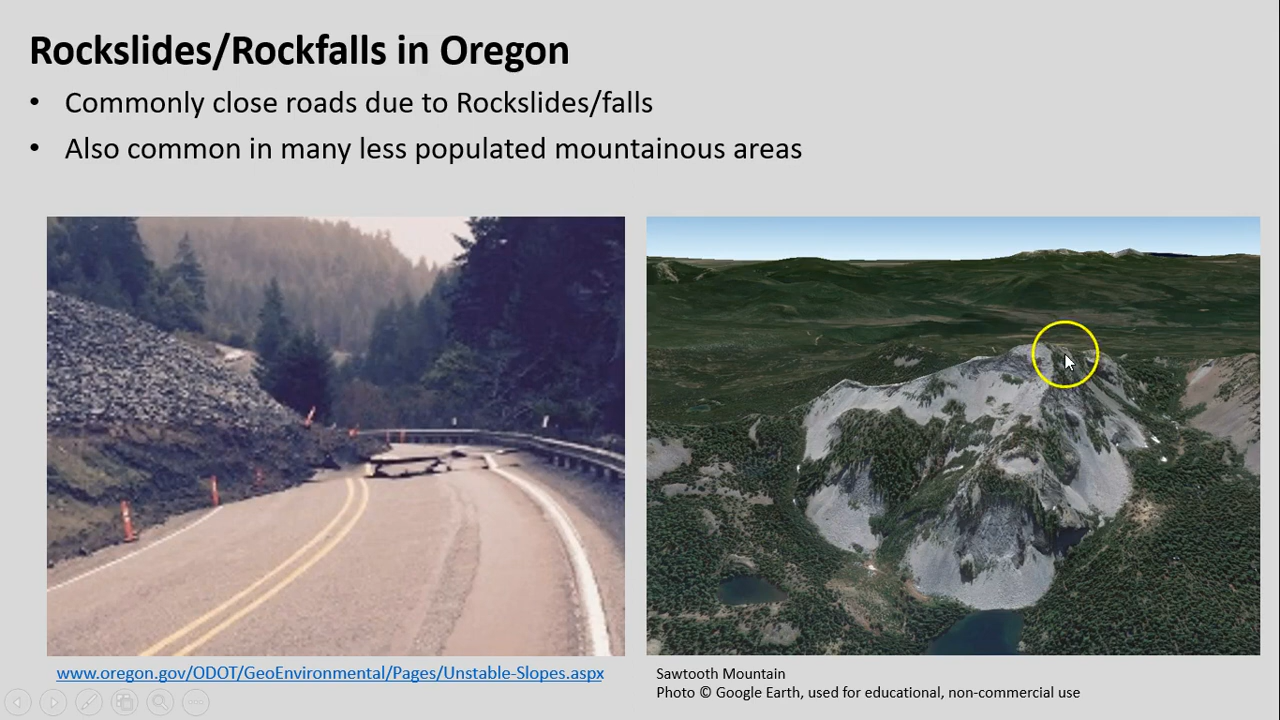 Rockslides/Rockfalls in Oregon
• Commonly close roads due to Rockslides/falls
• Also common in many less populated mountainous areas
www.oregon.gov/ODOT/GeoEnvironmental/Pages/Unstable-Slopes.aspx
Sawtooth Mountain
Photo © Google Earth, used for educational, non-commercial use